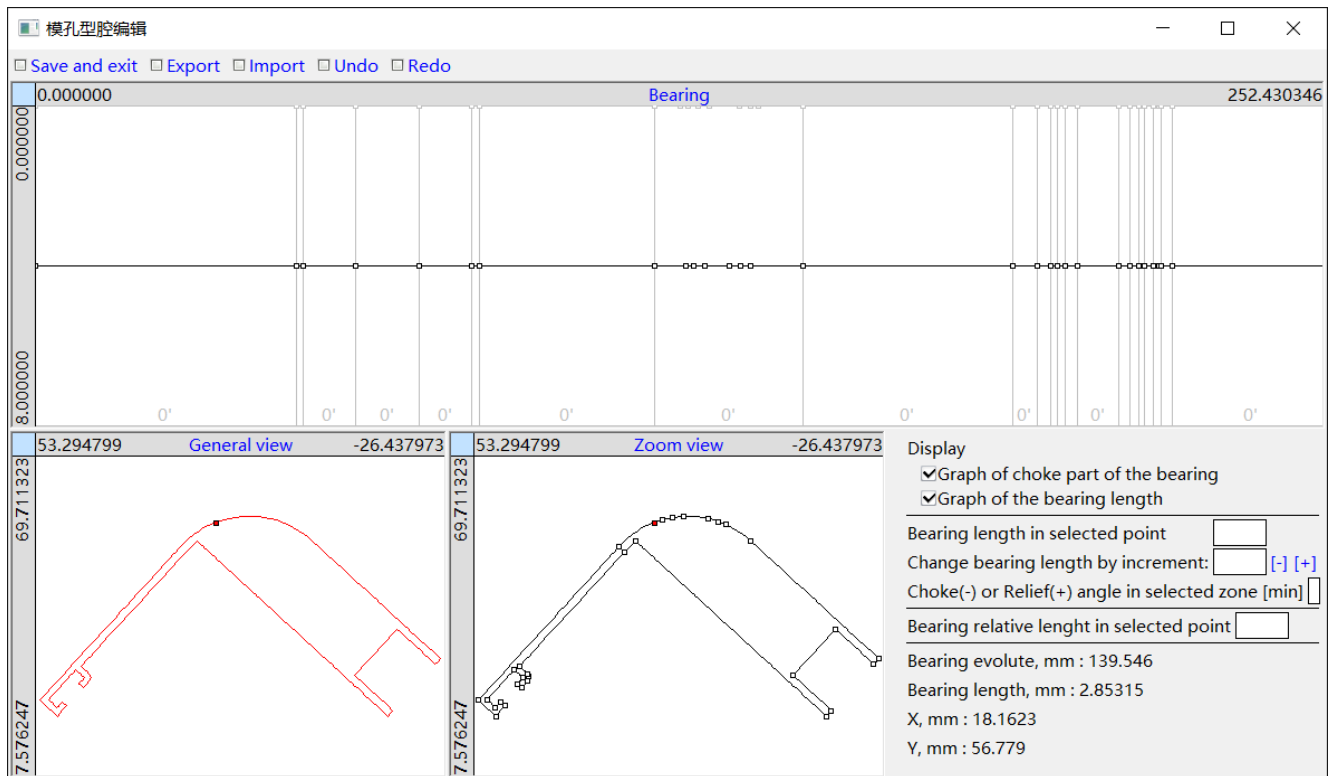 模孔型腔编辑
Save and exit Export Import Undo Redo
0.000000 Bearing 252.430346
0.000000
8.000000
0' 0' 0' 0' 0' 0' 0' 0' 0' 0'
53.294799 General view -26.437973
69.711323
7.576247
53.294799 Zoom view -26.437973
69.711323
7.576247
Display
Graph of choke part of the bearing
Graph of the bearing length
Bearing length in selected point
Change bearing length by increment: [-] [+]
Choke(-) or Relief(+) angle in selected zone [min]
Bearing relative lenght in selected point
Bearing evolute, mm : 139.546
Bearing length, mm : 2.85315
X, mm : 18.1623
Y, mm : 56.779